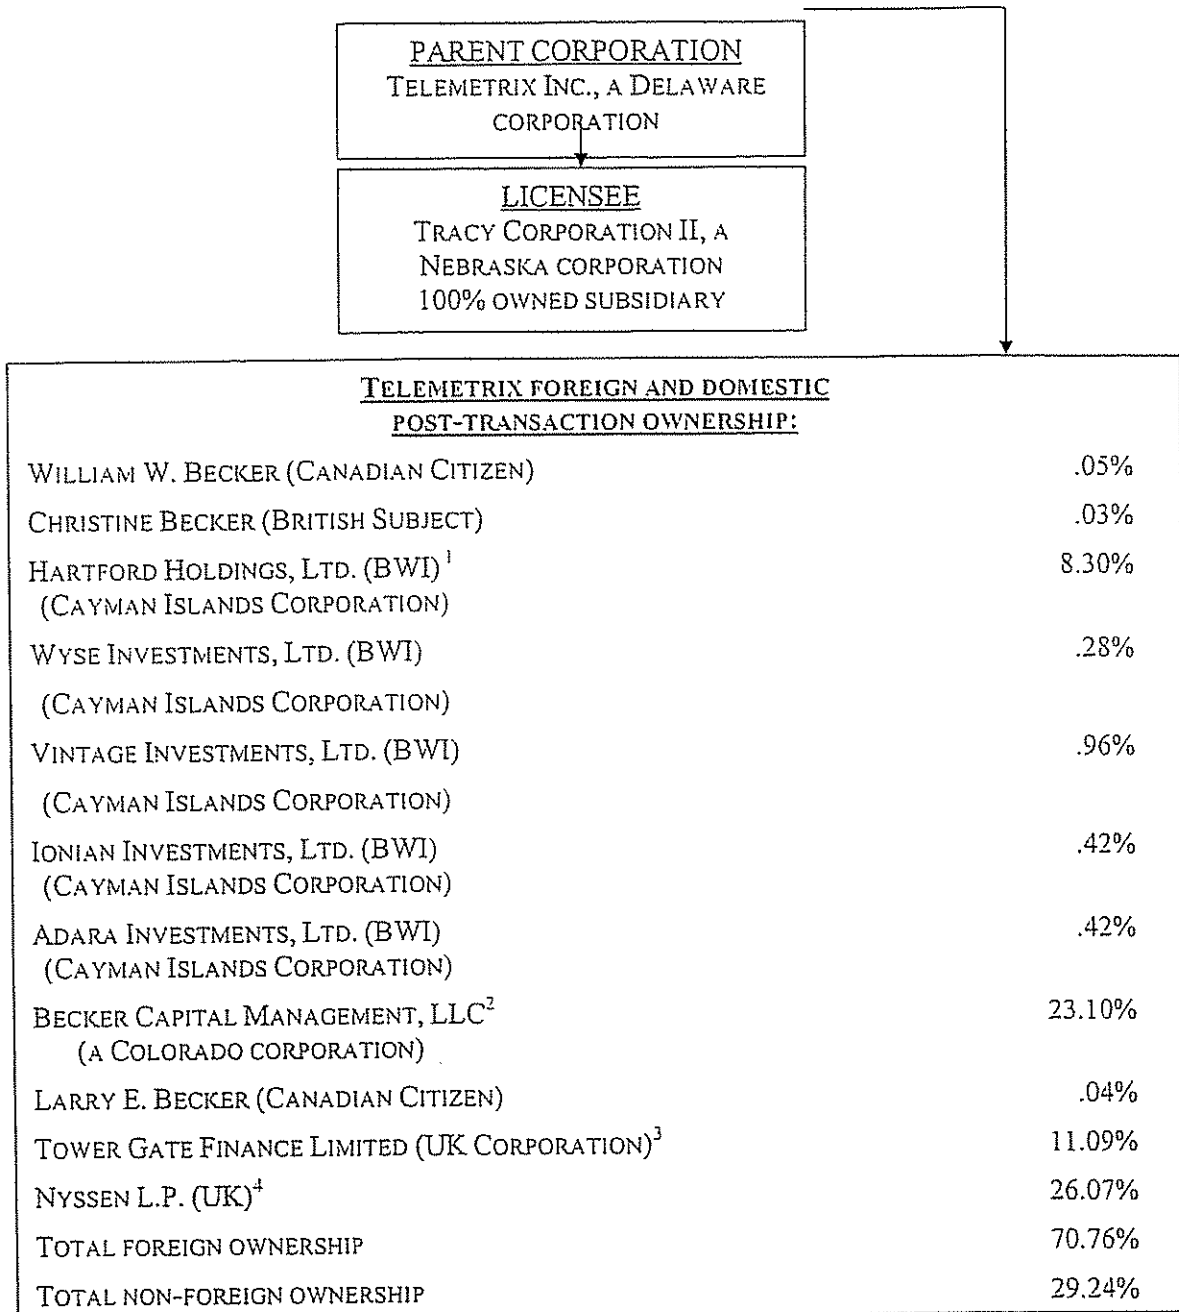 PARENT CORPORATION
TELEMETRIX INC., A DELAWARE
CORPORATION
LICENSEE
TRACY CORPORATION II, A
NEBRASKA CORPORATION
100% OWNED SUBSIDIARY
TELEMETRIX FOREIGN AND DOMESTIC
POST-TRANSACTION OWNERSHIP:
WILLIAM W. BECKER (CANADIAN CITIZEN) .05%
CHRISTINE BECKER (BRITISH SUBJECT) .03%
HARTFORD HOLDINGS, LTD. (BWI)¹ 8.30%
(CAYMAN ISLANDS CORPORATION)
WYSE INVESTMENTS, LTD. (BWI) .28%
(CAYMAN ISLANDS CORPORATION)
VINTAGE INVESTMENTS, LTD. (BWI) .96%
(CAYMAN ISLANDS CORPORATION)
IONIAN INVESTMENTS, LTD. (BWI) .42%
(CAYMAN ISLANDS CORPORATION)
ADARA INVESTMENTS, LTD. (BWI) .42%
(CAYMAN ISLANDS CORPORATION)
BECKER CAPITAL MANAGEMENT, LLC² 23.10%
(A COLORADO CORPORATION)
LARRY E. BECKER (CANADIAN CITIZEN) .04%
TOWER GATE FINANCE LIMITED (UK CORPORATION)³ 11.09%
NYSSEN L.P. (UK)⁴ 26.07%
TOTAL FOREIGN OWNERSHIP 70.76%
TOTAL NON-FOREIGN OWNERSHIP 29.24%